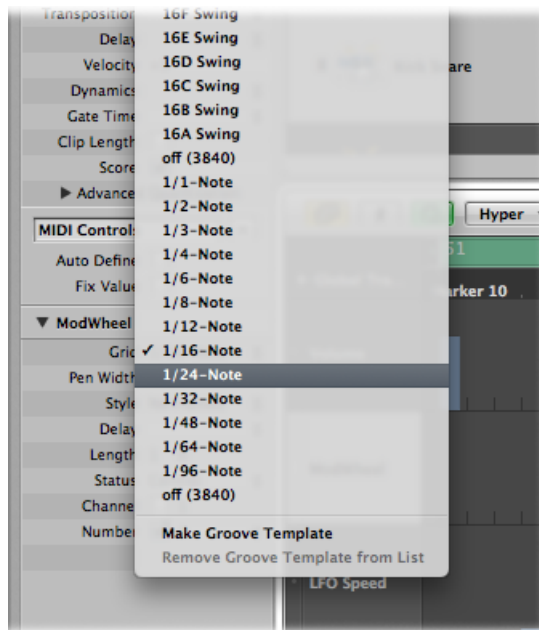 Transposition
Delay
Velocity
Dynamics
Gate Time
Clip Length
Score
Advanced
MIDI Controls
Auto Define
Fix Value
ModWheel
Grid
Pen Width
Style
Delay
Length
Status
Channel
Number
16F Swing
16E Swing
16D Swing
16C Swing
16B Swing
16A Swing
off (3840)
1/1-Note
1/2-Note
1/3-Note
1/4-Note
1/6-Note
1/8-Note
1/12-Note
✓ 1/16-Note
1/24-Note
1/32-Note
1/48-Note
1/64-Note
1/96-Note
off (3840)
Make Groove Template
Remove Groove Template from List
Hyper
51
Marker 10
LFO Speed